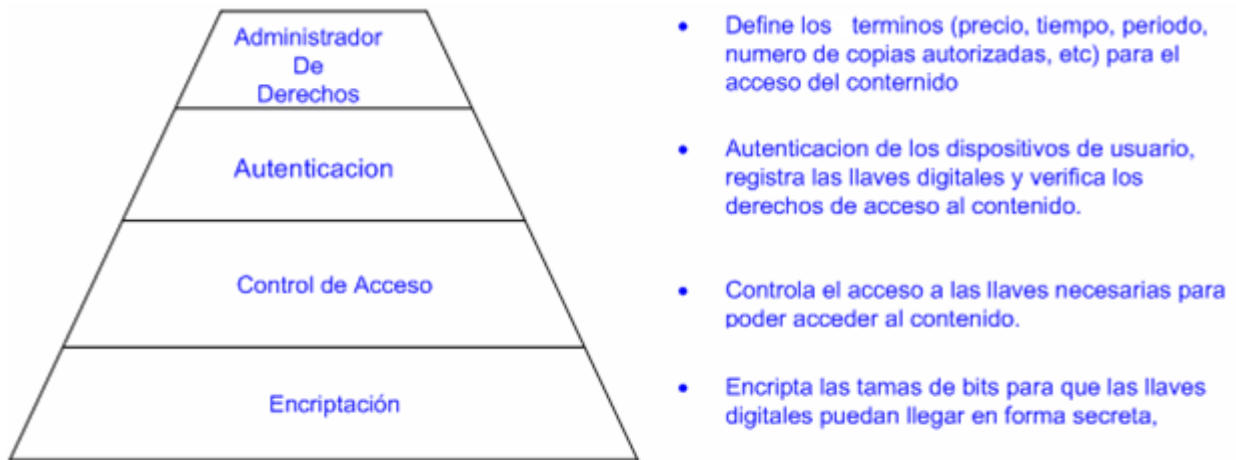 Administrador
De
Derechos
• Define los terminos (precio, tiempo, periodo,
numero de copias autorizadas, etc) para el
acceso del conternido
Autenticacion
• Autenticacion de los dispositivos de usuario,
registra las llaves digitales y verifica los
derechos de acceso al contenido.
Control de Acceso
• Controla el acceso a las llaves necesarias para
poder acceder al contenido.
Encriptación
• Encripta las tamas de bits para que las llaves
digitales puedan llegar en forma secreta,